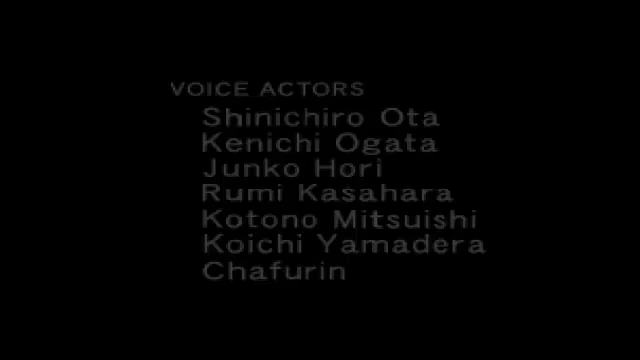 VOICE ACTORS
Shinichiro Ota
Kenichi Ogata
Junko Hori
Rumi Kasahara
Kotono Mitsuishi
Koichi Yamadera
Chafurin